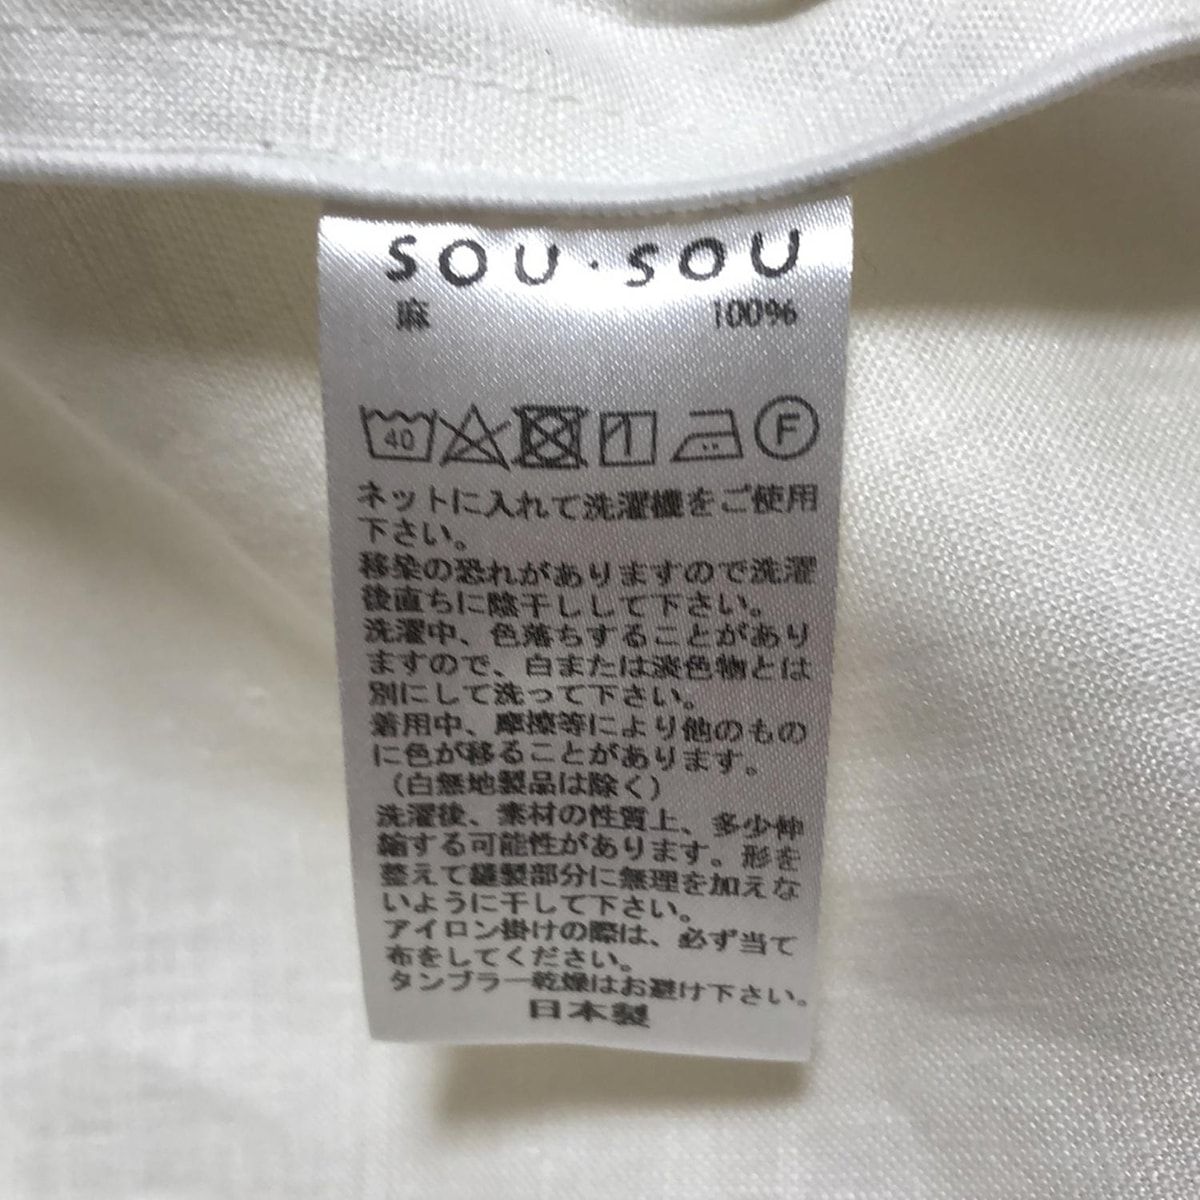 SOU・SOU
麻 100%
40 F
ネットに入れて洗濯機をご使用
下さい。
移染の恐れがありますので洗濯
後直ちに陰干しして下さい。
洗濯中、色落ちすることがあり
ますので、白または淡色物とは
別にして洗って下さい。
着用中、摩擦等により他のもの
に色が移ることがあります。
(白無地製品は除く)
洗濯後、素材の性質上、多少伸
縮する可能性があります。形を
整えて縫製部分に無理を加えな
いように干して下さい。
アイロン掛けの際は、必ず当て
布をしてください。
タンブラー乾燥はお避け下さい。
日本製